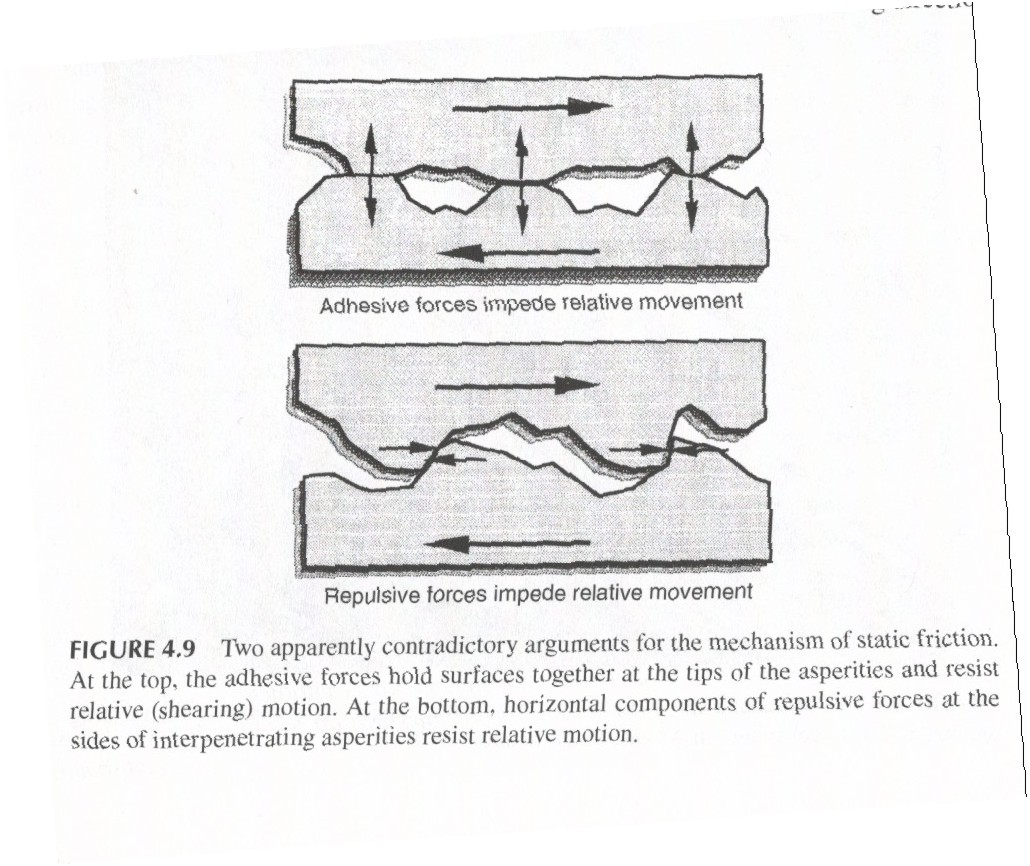 Adhesive forces impede relative movement
Repulsive forces impede relative movement
FIGURE 4.9 Two apparently contradictory arguments for the mechanism of static friction.
At the top, the adhesive forces hold surfaces together at the tips of the asperities and resist
relative (shearing) motion. At the bottom, horizontal components of repulsive forces at the
sides of interpenetrating asperities resist relative motion.